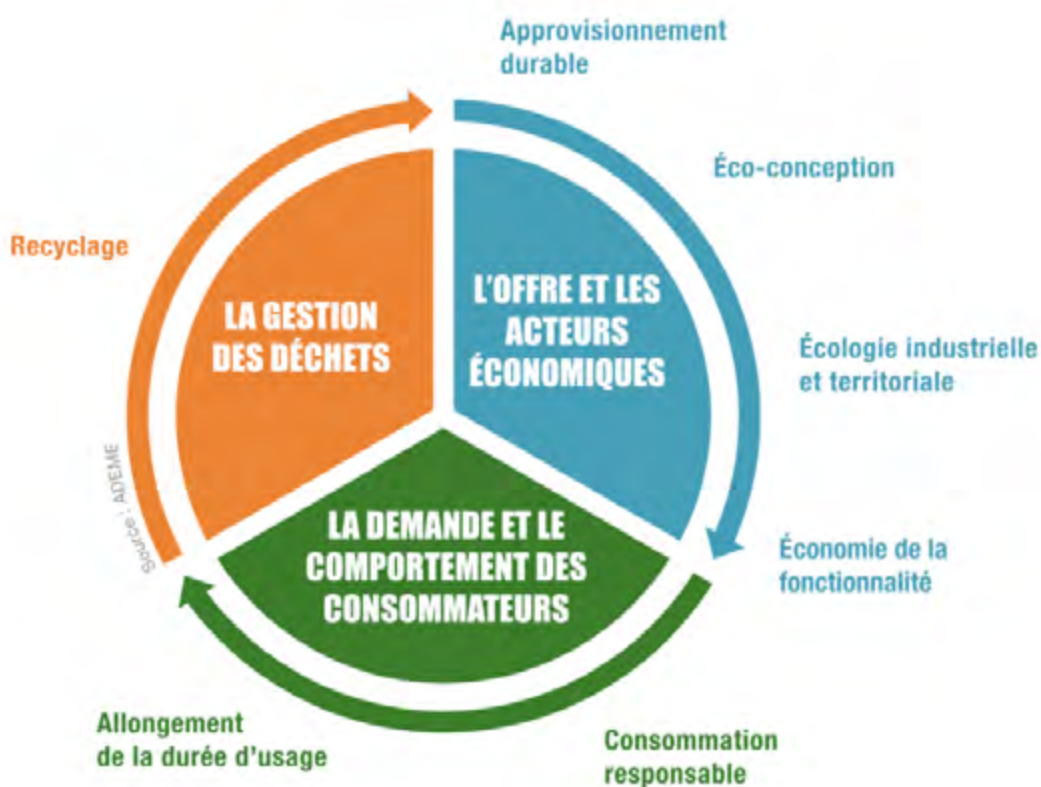 Approvisionnement
durable
Éco-conception
Recyclage
LA GESTION
DES DÉCHETS
L'OFFRE ET LES
ACTEURS
ÉCONOMIQUES
Écologie industrielle
et territoriale
Source : ADEME
LA DEMANDE ET LE
COMPORTEMENT DES
CONSOMMATEURS
Économie de la
fonctionnalité
Allongement
de la durée d'usage
Consommation
responsable